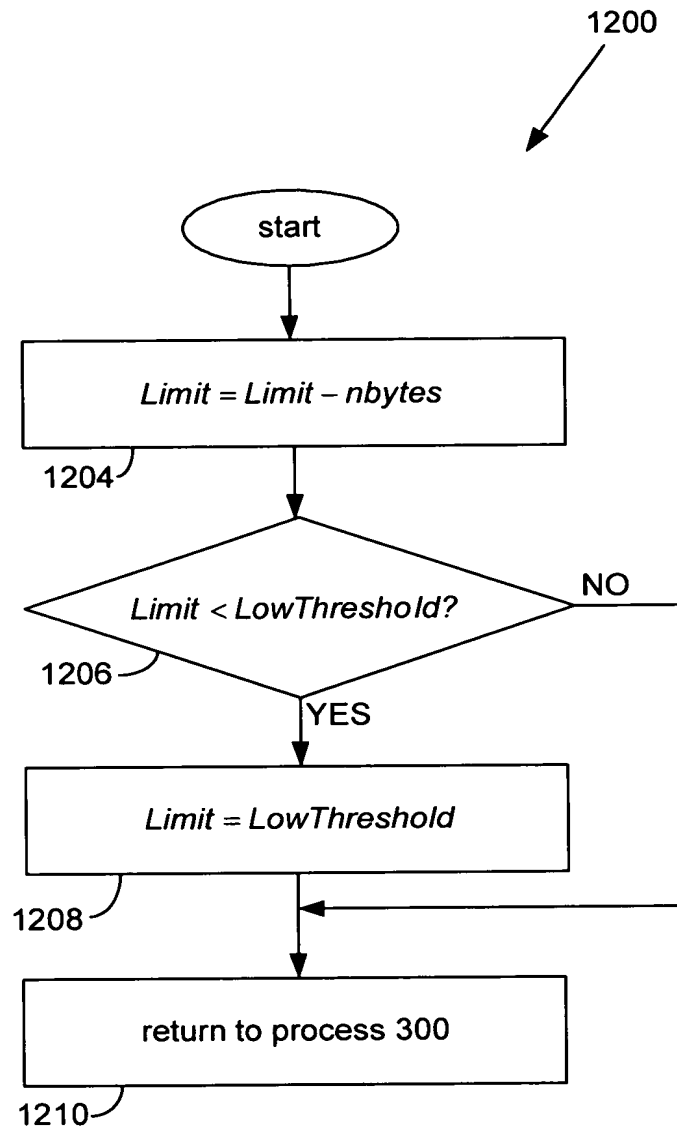 1200
start
Limit = Limit – nbytes
1204
Limit < LowThreshold?
NO
1206
YES
Limit = LowThreshold
1208
return to process 300
1210